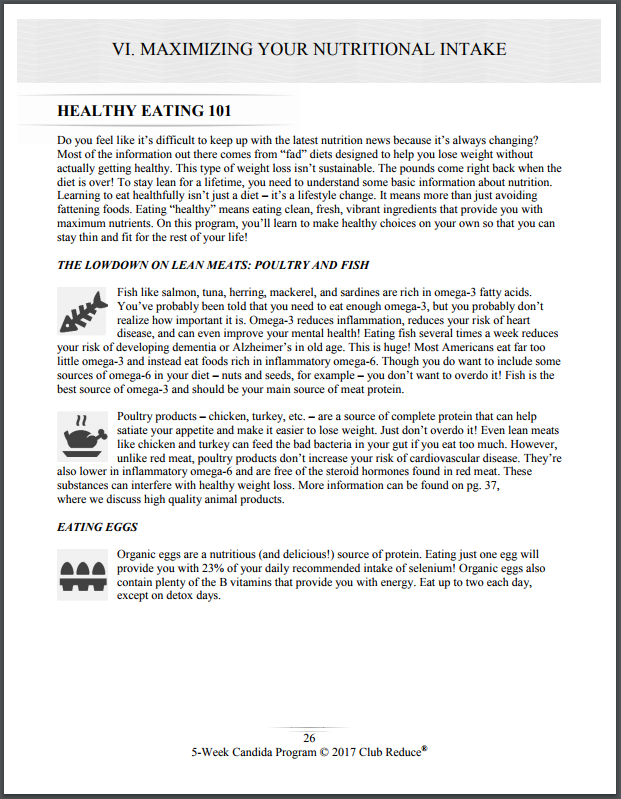 VI. MAXIMIZING YOUR NUTRITIONAL INTAKE
HEALTHY EATING 101
Do you feel like it's difficult to keep up with the latest nutrition news because it's always changing?
Most of the information out there comes from “fad” diets designed to help you lose weight without
actually getting healthy. This type of weight loss isn't sustainable. The pounds come right back when the
diet is over! To stay lean for a lifetime, you need to understand some basic information about nutrition.
Learning to eat healthfully isn't just a diet – it's a lifestyle change. It means more than just avoiding
fattening foods. Eating “healthy” means eating clean, fresh, vibrant ingredients that provide you with
maximum nutrients. On this program, you'll learn to make healthy choices on your own so that you can
stay thin and fit for the rest of your life!
THE LOWDOWN ON LEAN MEATS: POULTRY AND FISH
Fish like salmon, tuna, herring, mackerel, and sardines are rich in omega-3 fatty acids.
You've probably been told that you need to eat enough omega-3, but you probably don't
realize how important it is. Omega-3 reduces inflammation, reduces your risk of heart
disease, and can even improve your mental health! Eating fish several times a week reduces
your risk of developing dementia or Alzheimer's in old age. This is huge! Most Americans eat far too
little omega-3 and instead eat foods rich in inflammatory omega-6. Though you do want to include some
sources of omega-6 in your diet – nuts and seeds, for example – you don't want to overdo it! Fish is the
best source of omega-3 and should be your main source of meat protein.
Poultry products – chicken, turkey, etc. – are a source of complete protein that can help
satiate your appetite and make it easier to lose weight. Just don't overdo it! Even lean meats
like chicken and turkey can feed the bad bacteria in your gut if you eat too much. However,
unlike red meat, poultry products don't increase your risk of cardiovascular disease. They're
also lower in inflammatory omega-6 and are free of the steroid hormones found in red meat. These
substances can interfere with healthy weight loss. More information can be found on pg. 37,
where we discuss high quality animal products.
EATING EGGS
Organic eggs are a nutritious (and delicious!) source of protein. Eating just one egg will
provide you with 23% of your daily recommended intake of selenium! Organic eggs also
contain plenty of the B vitamins that provide you with energy. Eat up to two each day,
except on detox days.
26
5-Week Candida Program © 2017 Club Reduce®